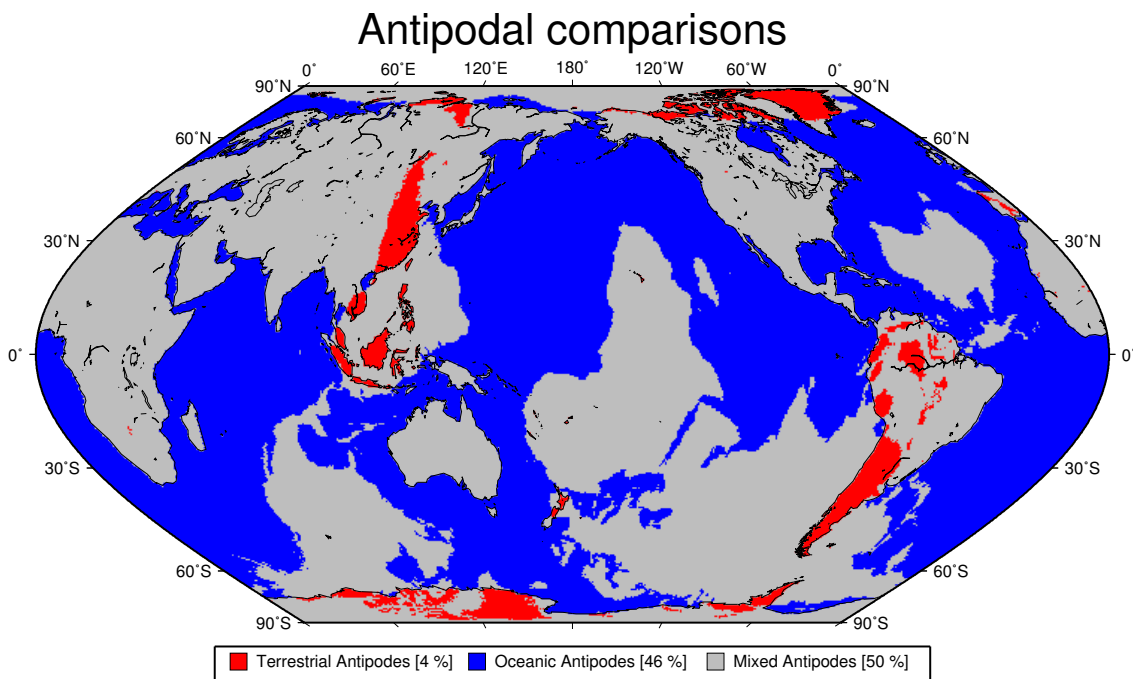 Antipodal comparisons
0˚ 60˚E 120˚E 180˚ 120˚W 60˚W 0˚
90˚N 90˚N
60˚N 60˚N
30˚N 30˚N
0˚ 0˚
30˚S 30˚S
60˚S 60˚S
90˚S 90˚S
Terrestrial Antipodes [4 %] Oceanic Antipodes [46 %] Mixed Antipodes [50 %]